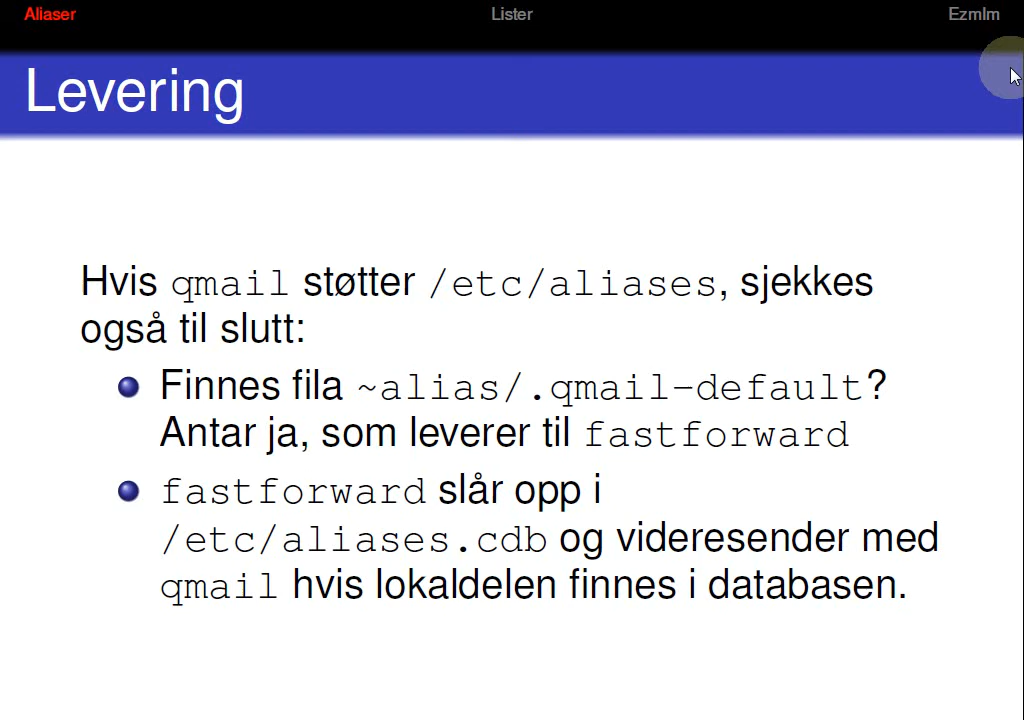 Aliaser Lister Ezmlm
Levering
Hvis qmail støtter /etc/aliases, sjekkes
også til slutt:
Finnes fila ~alias/.qmail-default?
Antar ja, som leverer til fastforward
fastforward slår opp i
/etc/aliases.cdb og videresender med
qmail hvis lokaldelen finnes i databasen.